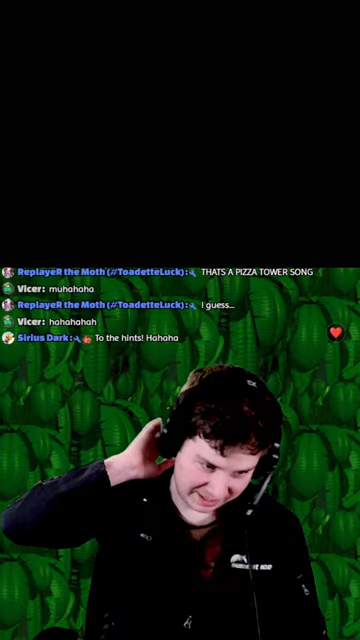 ReplayeR the Moth (#ToadetteLuck): THATS A PIZZA TOWER SONG
Vicer: muhahaha
ReplayeR the Moth (#ToadetteLuck): I guess...
Vicer: hahahahah
Sirius Dark: To the hints! Hahaha